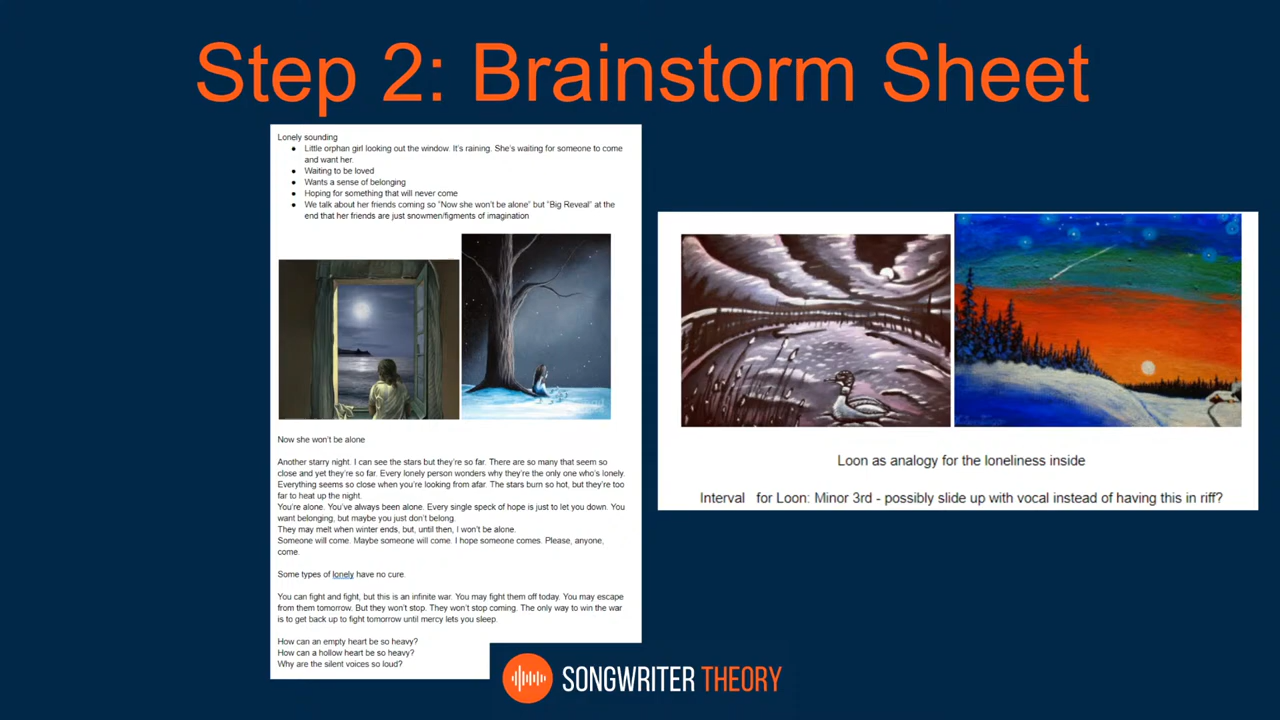 Step 2: Brainstorm Sheet
Lonely sounding
● Little orphan girl looking out the window. It's raining. She's waiting for someone to come
and want her.
● Waiting to be loved
● Wants a sense of belonging
● Hoping for something that will never come
● We talk about her friends coming so "Now she won't be alone" but "Big Reveal" at the
end that her friends are just snowmen/figments of imagination
Now she won't be alone
Another starry night. I can see the stars but they're so far. There are so many that seem so
close and yet they're so far. Every lonely person wonders why they're the only one who's lonely.
Everything seems so close when you're looking from afar. The stars burn so hot, but they're too
far to heat up the night.
You're alone. You've always been alone. Every single speck of hope is just to let you down. You
want belonging, but maybe you just don't belong.
They may melt when winter ends, but, until then, I won't be alone.
Someone will come. Maybe someone will come. I hope someone comes. Please, anyone,
come.
Some types of lonely have no cure.
You can fight and fight, but this is an infinite war. You may fight them off today. You may escape
from them tomorrow. But they won't stop. They won't stop coming. The only way to win the war
is to get back up to fight tomorrow until mercy lets you sleep.
How can an empty heart be so heavy?
How can a hollow heart be so heavy?
Why are the silent voices so loud?
Loon as analogy for the loneliness inside
Interval for Loon: Minor 3rd - possibly slide up with vocal instead of having this in riff?
SONGWRITER THEORY